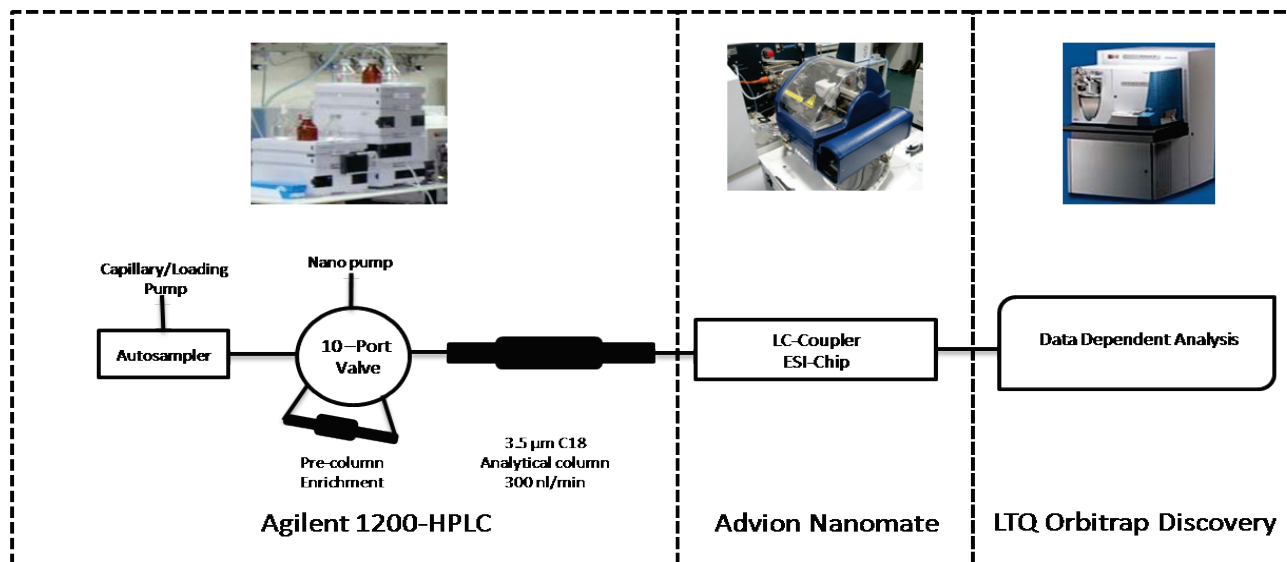 Capillary/Loading
Pump
Nano pump
Autosampler
10–Port
Valve
Pre-column
Enrichment
3.5 µm C18
Analytical column
300 nl/min
Agilent 1200-HPLC
LC-Coupler
ESI-Chip
Advion Nanomate
Data Dependent Analysis
LTQ Orbitrap Discovery